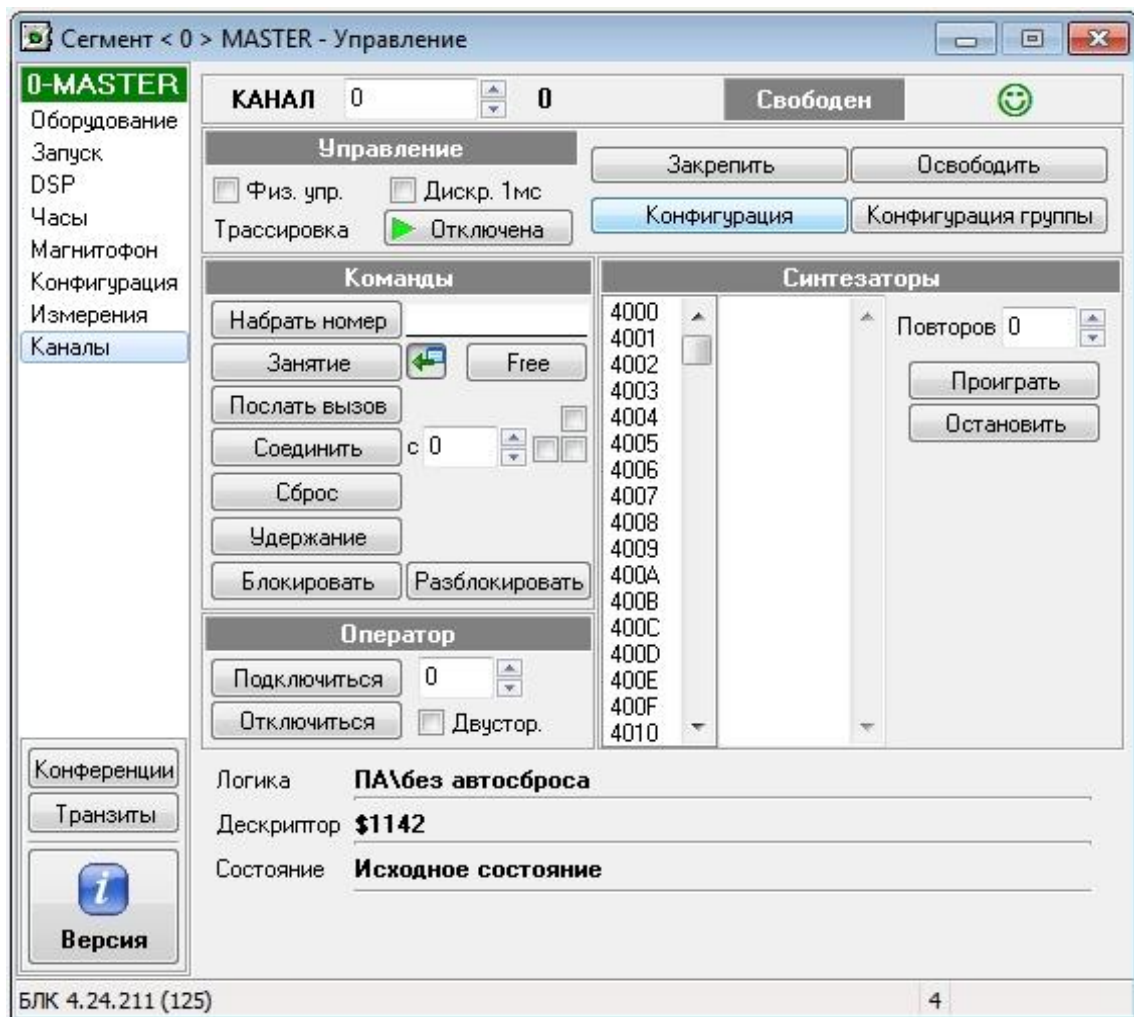 Сегмент < 0 > MASTER - Управление
0-MASTER
Оборудование
Запуск
DSP
Часы
Магнитофон
Конфигурация
Измерения
Каналы
Конференции
Транзиты
Версия
КАНАЛ 0 0 Свободен
Управление
Физ. упр. Дискр. 1мс
Трассировка Отключена
Закрепить Освободить
Конфигурация Конфигурация группы
Команды
Набрать номер
Занятие Free
Послать вызов
Соединить с 0
Сброс
Удержание
Блокировать Разблокировать
Оператор
Подключиться 0
Отключиться Двустор.
Синтезаторы
4000
4001
4002
4003
4004
4005
4006
4007
4008
4009
400A
400B
400C
400D
400E
400F
4010
Повторов 0
Проиграть
Остановить
Логика ПА\без автосброса
Дескриптор $1142
Состояние Исходное состояние
БЛК 4.24.211 (125) 4